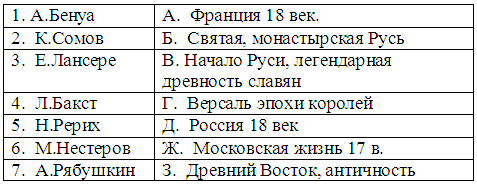 1. А.Бенуа А. Франция 18 век.
2. К.Сомов Б. Святая, монастырская Русь
3. Е.Лансере В. Начало Руси, легендарная
древность славян
4. Л.Бакст Г. Версаль эпохи королей
5. Н.Рерих Д. Россия 18 век
6. М.Нестеров Ж. Московская жизнь 17 в.
7. А.Рябушкин З. Древний Восток, античность